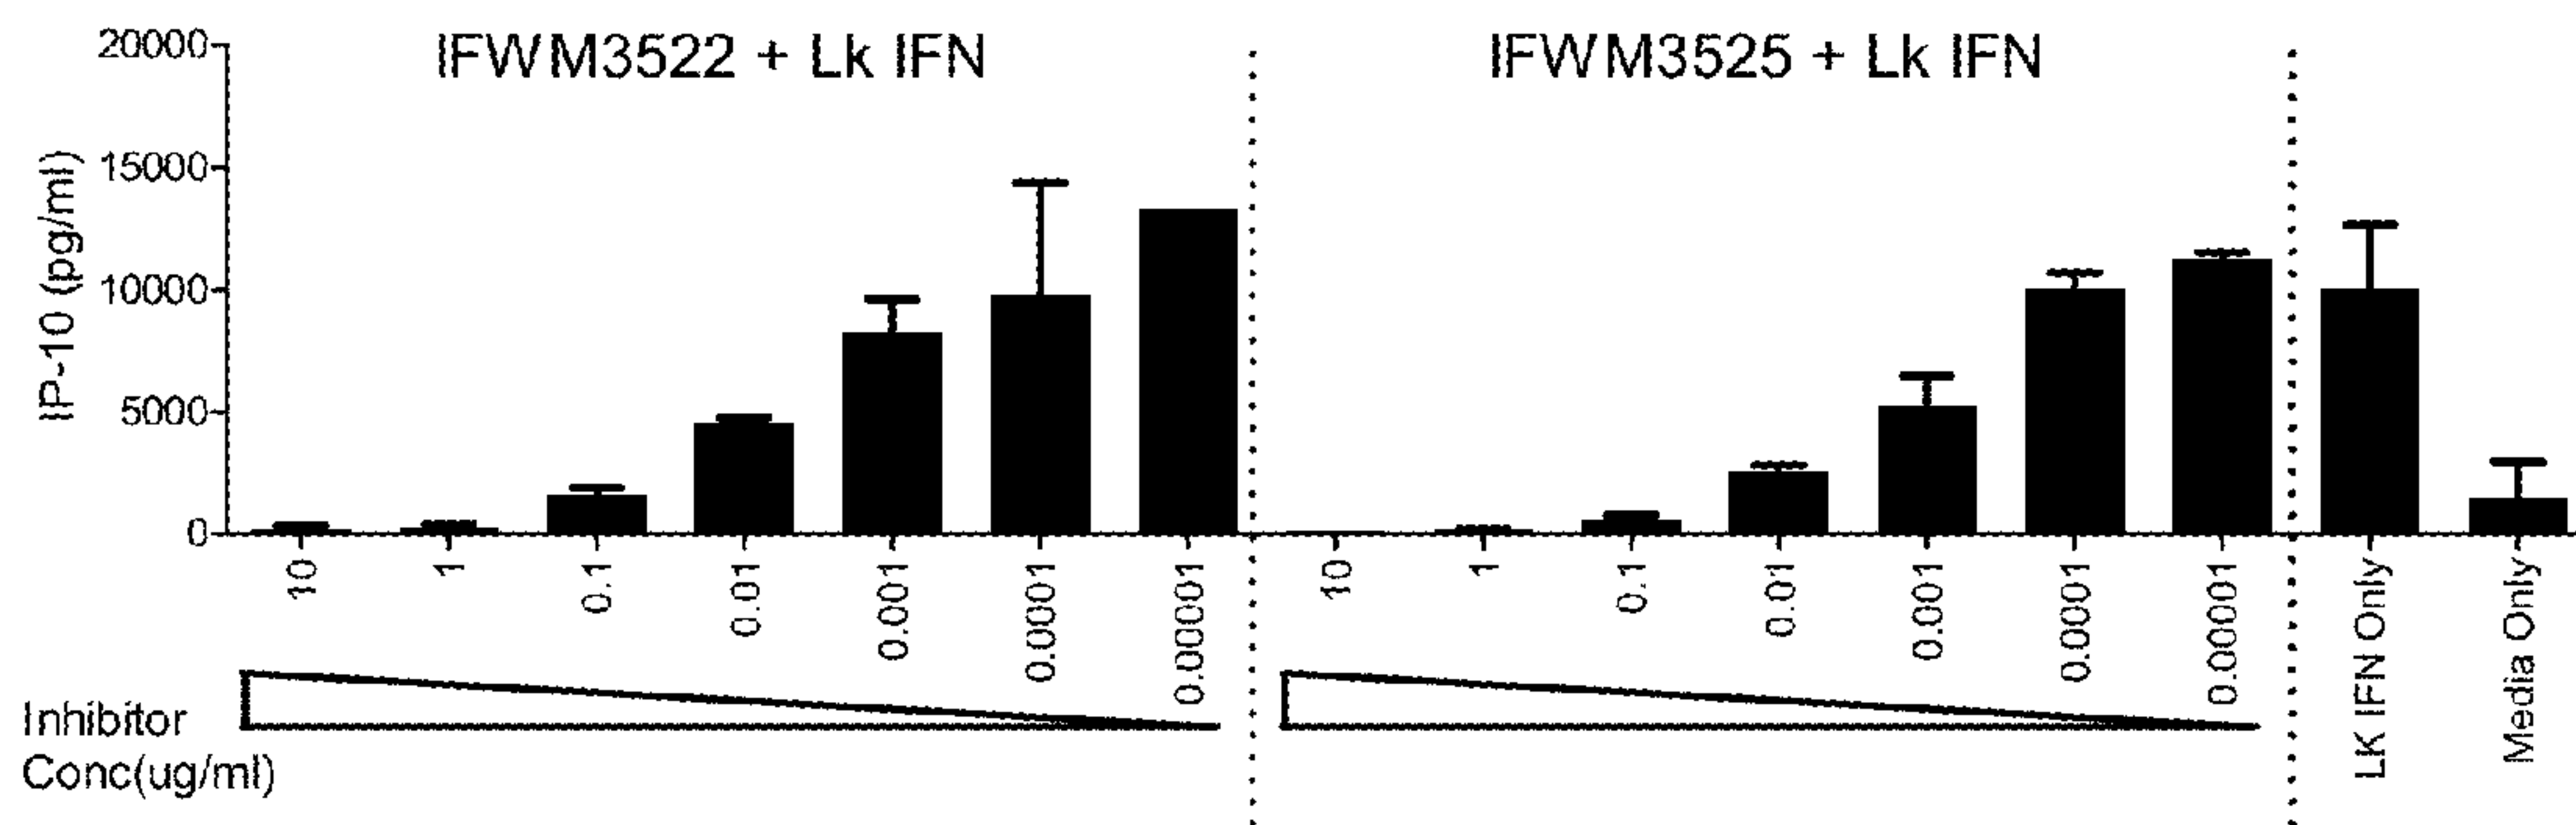 IFWM3522 + Lk IFN
IFWM3525 + Lk IFN
IP-10 (pg/ml)
20000
15000
10000
5000
0
10
1
0.1
0.01
0.001
0.0001
0.00001
10
1
0.1
0.01
0.001
0.0001
0.00001
LK IFN Only
Media Only
Inhibitor
Conc(ug/ml)